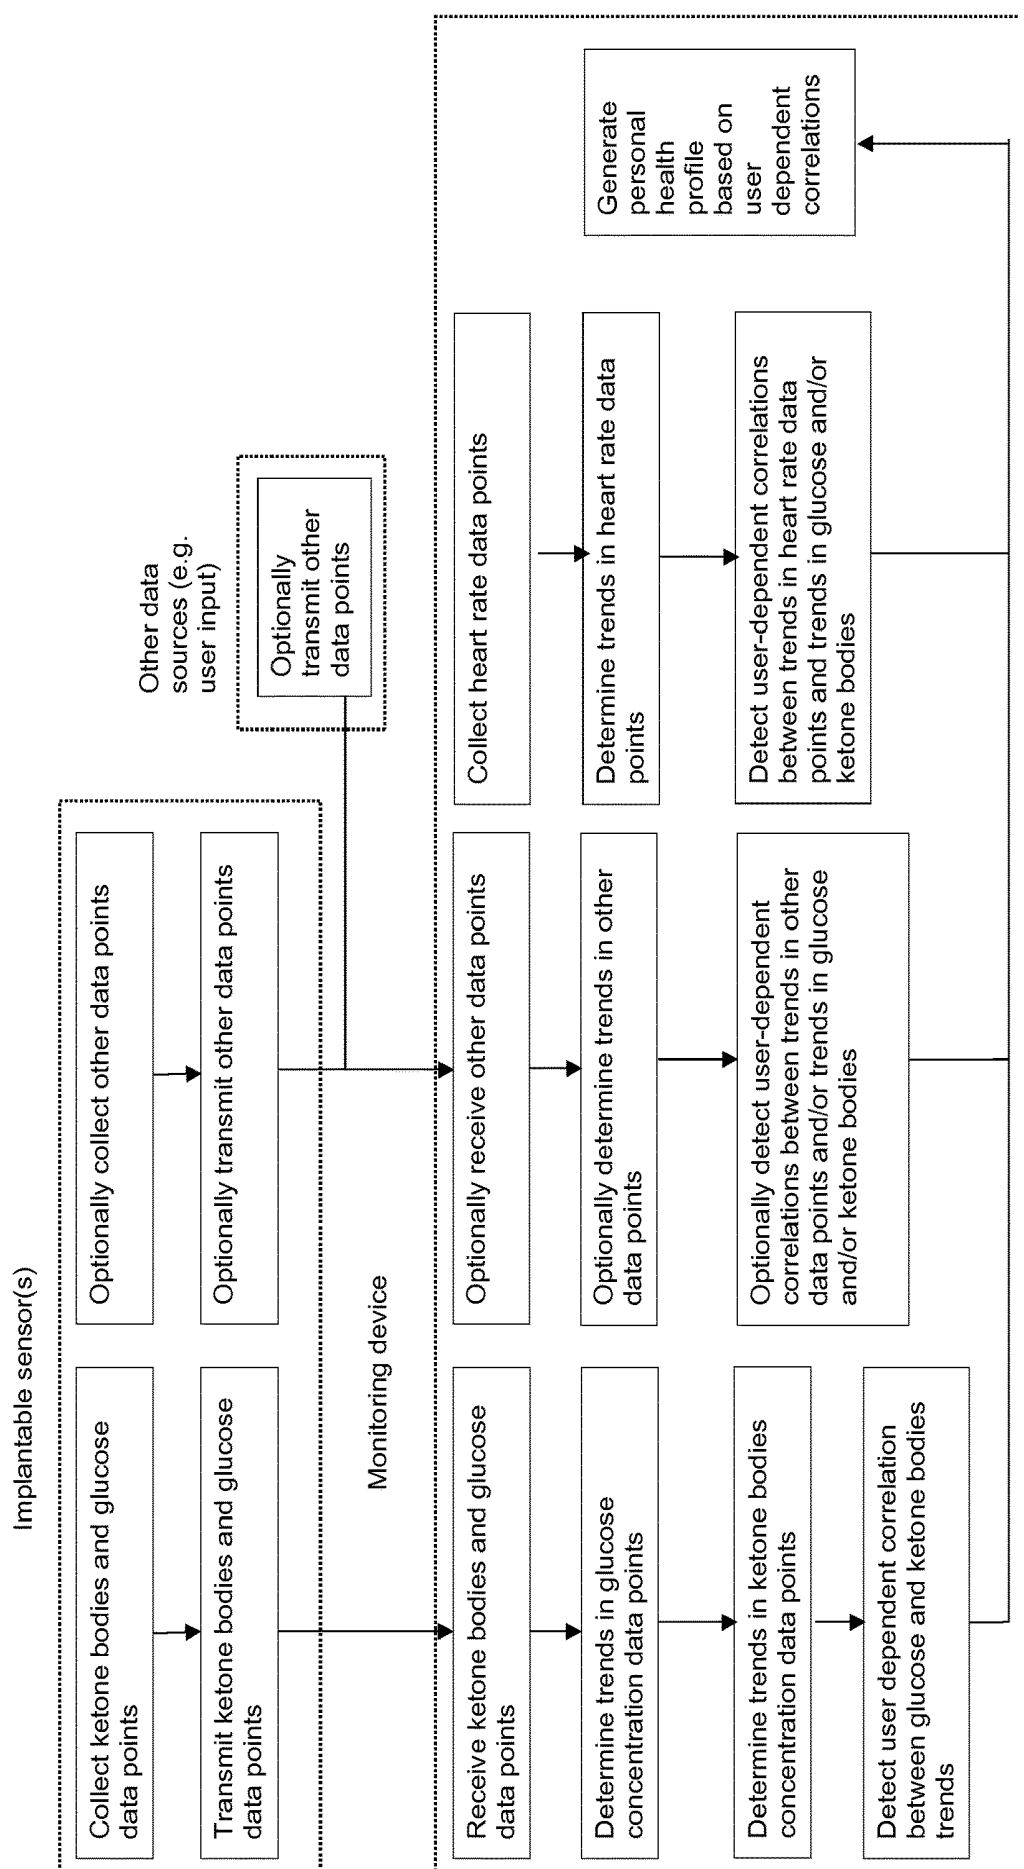 Implantable sensor(s)
Collect ketone bodies and glucose
data points
Transmit ketone bodies and glucose
data points
Optionally collect other data points
Optionally transmit other data points
Other data
sources (e.g.
user input)
Optionally
transmit other
data points
Monitoring device
Receive ketone bodies and glucose
data points
Determine trends in glucose
concentration data points
Determine trends in ketone bodies
concentration data points
Detect user dependent correlation
between glucose and ketone bodies
trends
Optionally receive other data points
Optionally determine trends in other
data points
Optionally detect user-dependent
correlations between trends in other
data points and/or trends in glucose
and/or ketone bodies
Collect heart rate data points
Determine trends in heart rate data
points
Detect user-dependent correlations
between trends in heart rate data
points and trends in glucose and/or
ketone bodies
Generate
personal
health
profile
based on
user
dependent
correlations